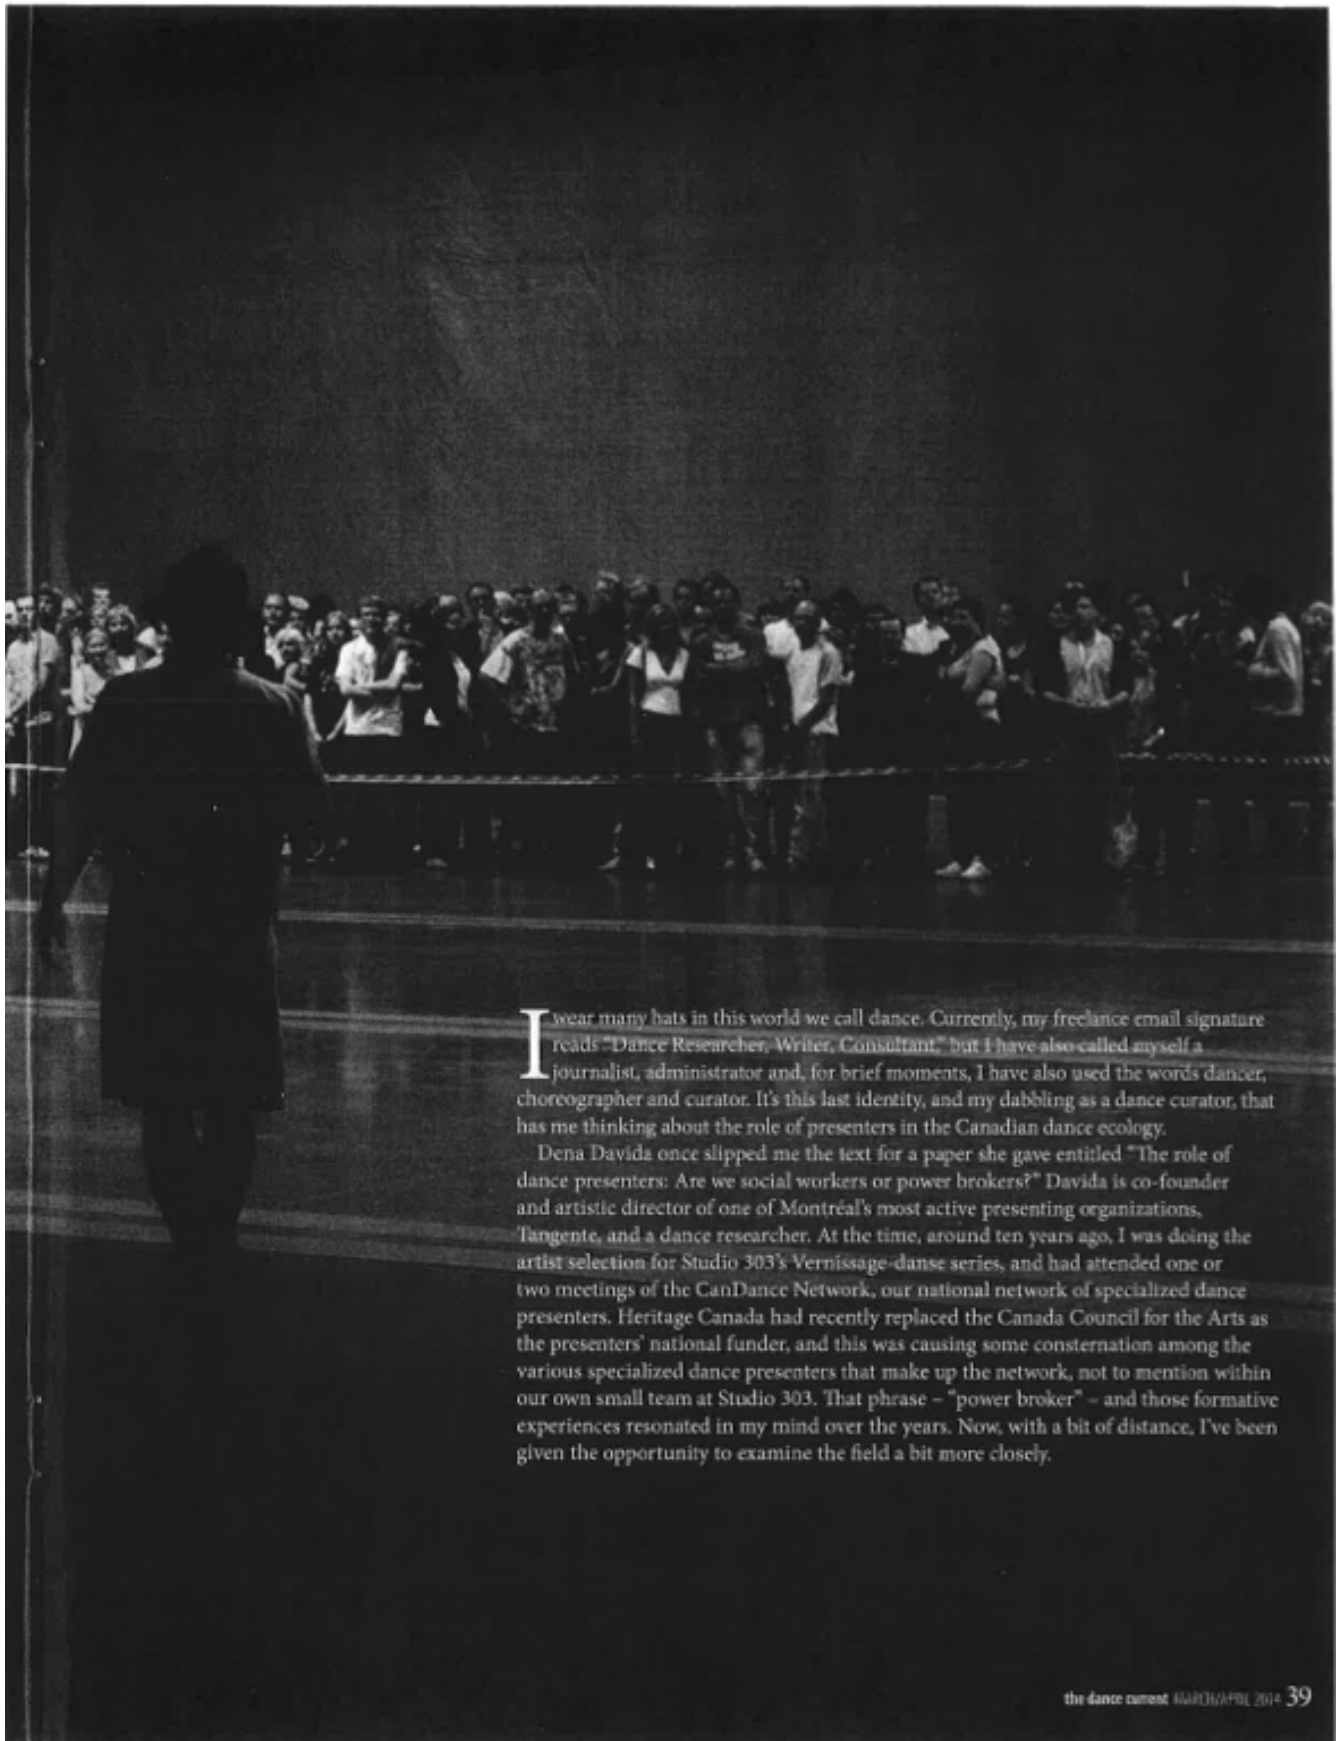 I wear many hats in this world we call dance. Currently, my freelance email signature
reads "Dance Researcher, Writer, Consultant," but I have also called myself a
journalist, administrator and, for brief moments, I have also used the words dancer,
choreographer and curator. It's this last identity, and my dabbling as a dance curator, that
has me thinking about the role of presenters in the Canadian dance ecology.
Dena Davida once slipped me the text for a paper she gave entitled "The role of
dance presenters: Are we social workers or power brokers?" Davida is co-founder
and artistic director of one of Montréal's most active presenting organizations,
Tangente, and a dance researcher. At the time, around ten years ago, I was doing the
artist selection for Studio 303's Vernissage-danse series, and had attended one or
two meetings of the CanDance Network, our national network of specialized dance
presenters. Heritage Canada had recently replaced the Canada Council for the Arts as
the presenters' national funder, and this was causing some consternation among the
various specialized dance presenters that make up the network, not to mention within
our own small team at Studio 303. That phrase – "power broker" – and those formative
experiences resonated in my mind over the years. Now, with a bit of distance, I've been
given the opportunity to examine the field a bit more closely.
the dance current MARCH/APRIL 2014 39